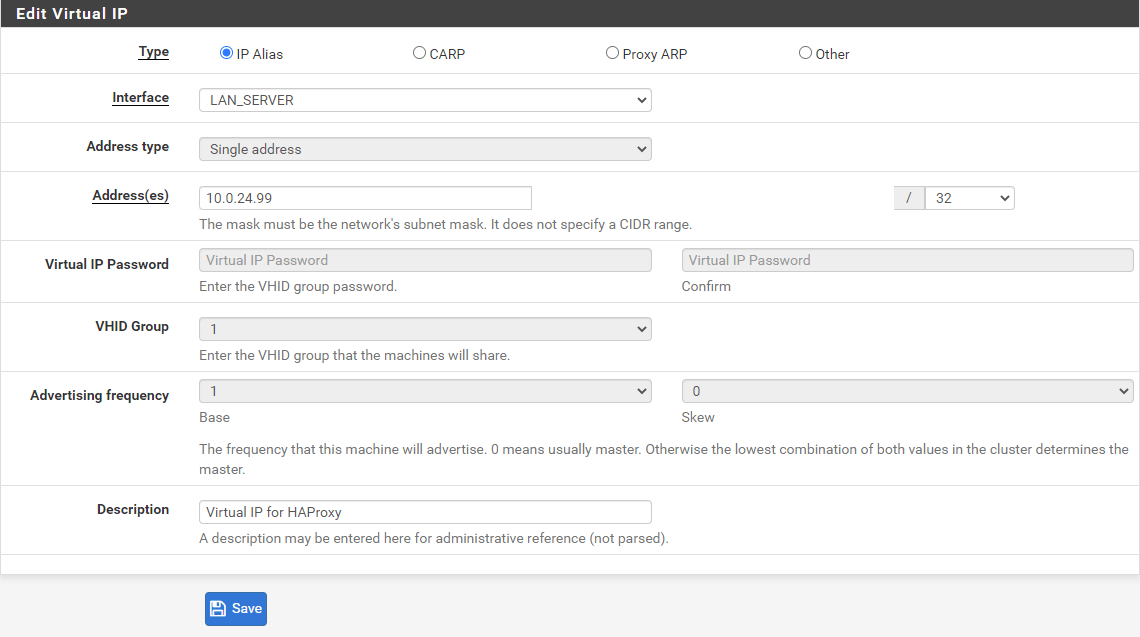 Edit Virtual IP
Type
IP Alias
CARP
Proxy ARP
Other
Interface
LAN_SERVER
Address type
Single address
Address(es)
10.0.24.99
/
32
The mask must be the network's subnet mask. It does not specify a CIDR range.
Virtual IP Password
Virtual IP Password
Virtual IP Password
Enter the VHID group password.
Confirm
VHID Group
1
Enter the VHID group that the machines will share.
Advertising frequency
1
0
Base
Skew
The frequency that this machine will advertise. 0 means usually master. Otherwise the lowest combination of both values in the cluster determines the
master.
Description
Virtual IP for HAProxy
A description may be entered here for administrative reference (not parsed).
Save